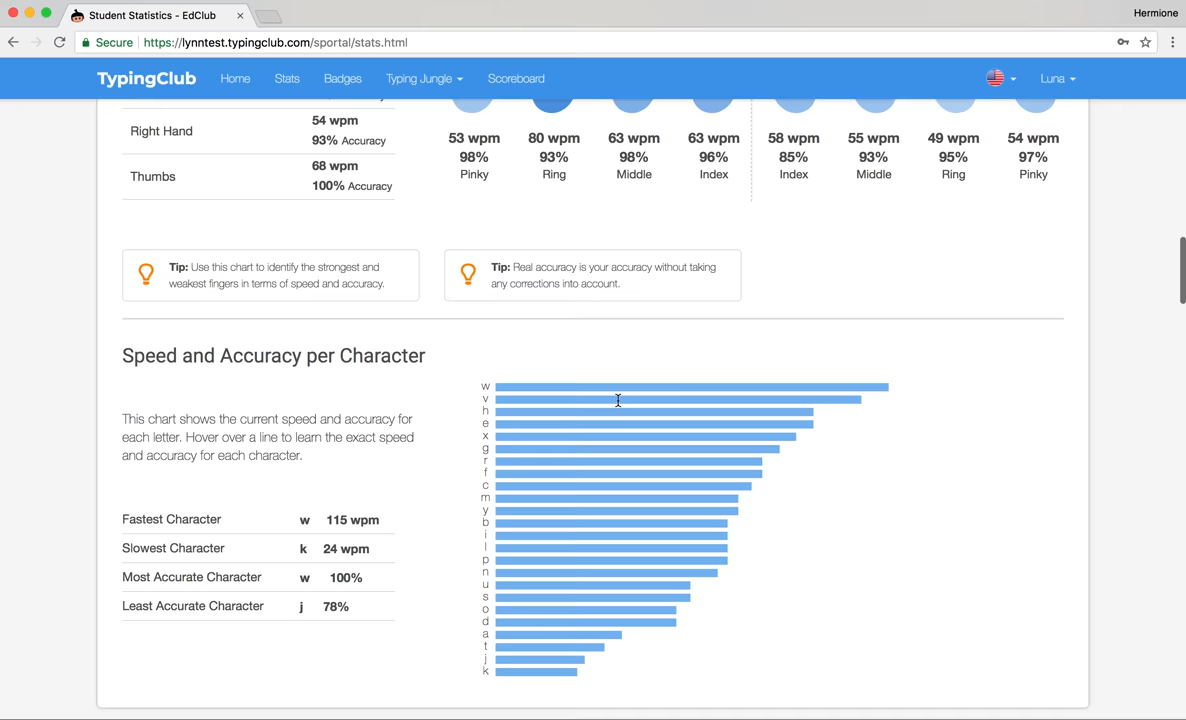 Student Statistics - EdClub
Hermione
Secure https://lynntest.typingclub.com/sportal/stats.html
TypingClub Home Stats Badges Typing Jungle Scoreboard Luna
54 wpm
Right Hand
93% Accuracy
68 wpm
Thumbs
100% Accuracy
53 wpm 80 wpm 63 wpm 63 wpm 58 wpm 55 wpm 49 wpm 54 wpm
98% 93% 98% 96% 85% 93% 95% 97%
Pinky Ring Middle Index Index Middle Ring Pinky
Tip: Use this chart to identify the strongest and
weakest fingers in terms of speed and accuracy.
Tip: Real accuracy is your accuracy without taking
any corrections into account.
Speed and Accuracy per Character
This chart shows the current speed and accuracy for
each letter. Hover over a line to learn the exact speed
and accuracy for each character.
Fastest Character w 115 wpm
Slowest Character k 24 wpm
Most Accurate Character w 100%
Least Accurate Character j 78%
w
v
h
e
x
g
r
f
c
m
y
b
i
l
p
n
u
s
o
d
a
t
j
k